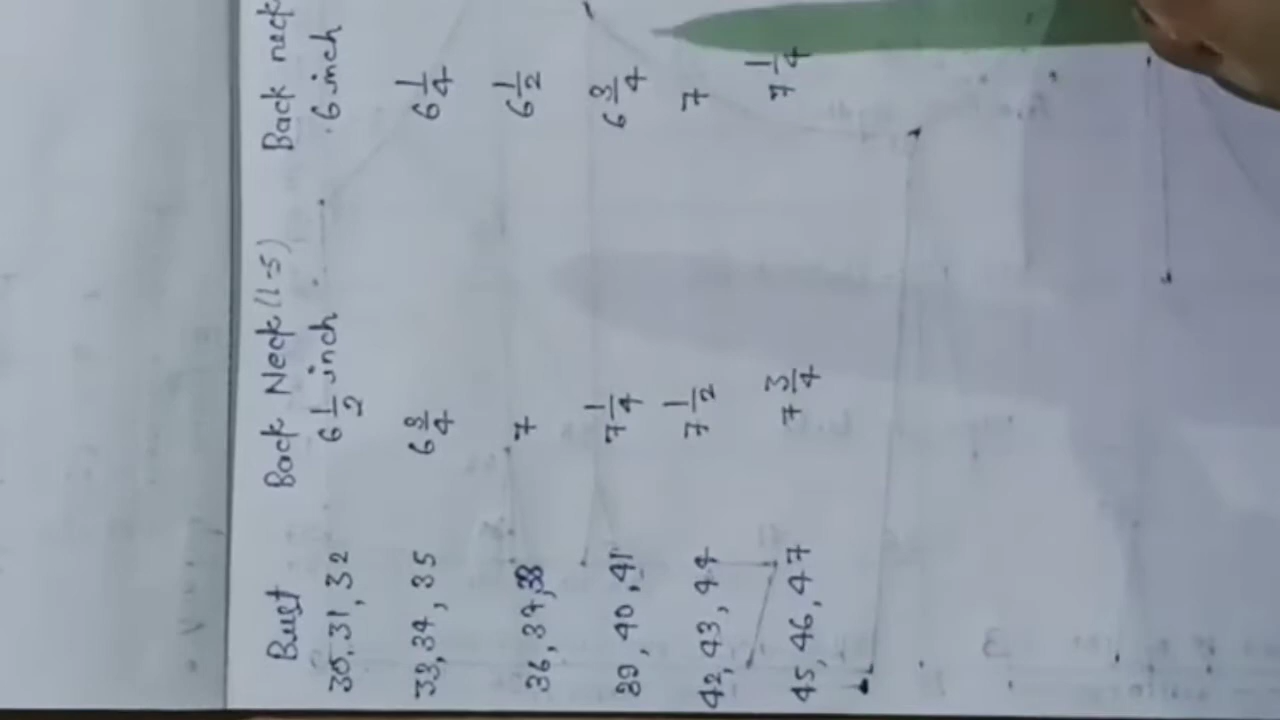 Bust Back Neck (1-5) Back neck
30, 31, 32 6 1/2 inch 6 inch
33, 34, 35 6 3/4 6 1/4
36, 37, 38 7 6 1/2
39, 40, 41 7 1/4 6 3/4
42, 43, 44 7 1/2 7
45, 46, 47 7 3/4 7 1/4